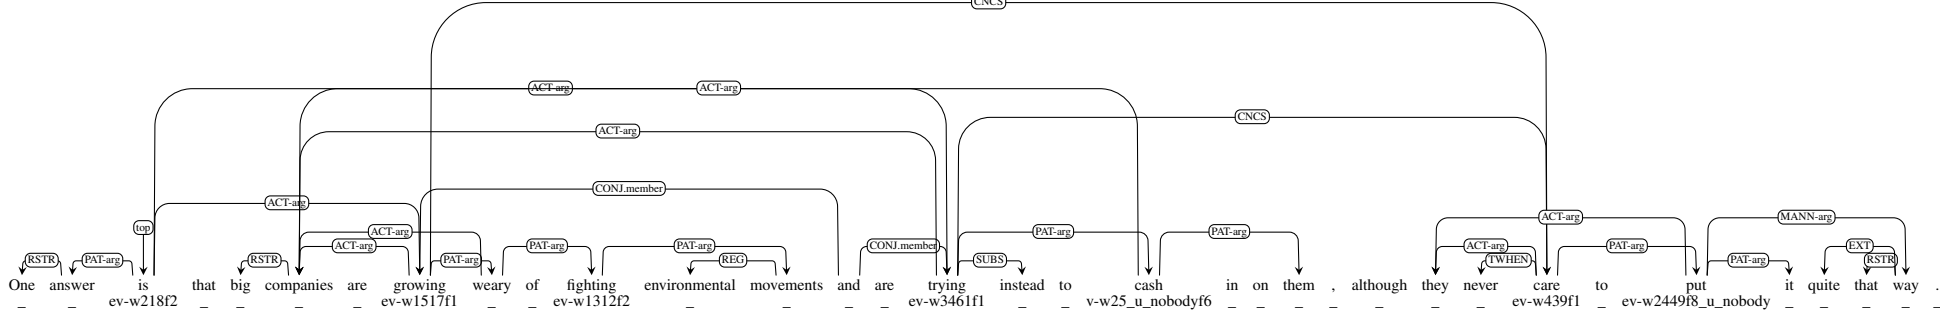 CNCS
ACT-arg ACT-arg
CNCS
ACT-arg
CONJ.member
ACT-arg
ACT-arg MANN-arg
top
ACT-arg PAT-arg PAT-arg
ACT-arg PAT-arg PAT-arg CONJ.member ACT-arg PAT-arg EXT
RSTR PAT-arg RSTR PAT-arg REG SUBS TWHEN PAT-arg RSTR
One answer is that big companies are growing weary of fighting environmental movements and are trying instead to cash in on them , although they never care to put it quite that way .
_ _ ev-w218f2 _ _ _ _ ev-w1517f1 _ _ ev-w1312f2 _ _ _ _ ev-w3461f1 _ _ v-w25_u_nobodyf6 _ _ _ _ _ _ _ ev-w439f1 _ ev-w2449f8_u_nobody _ _ _ _ _